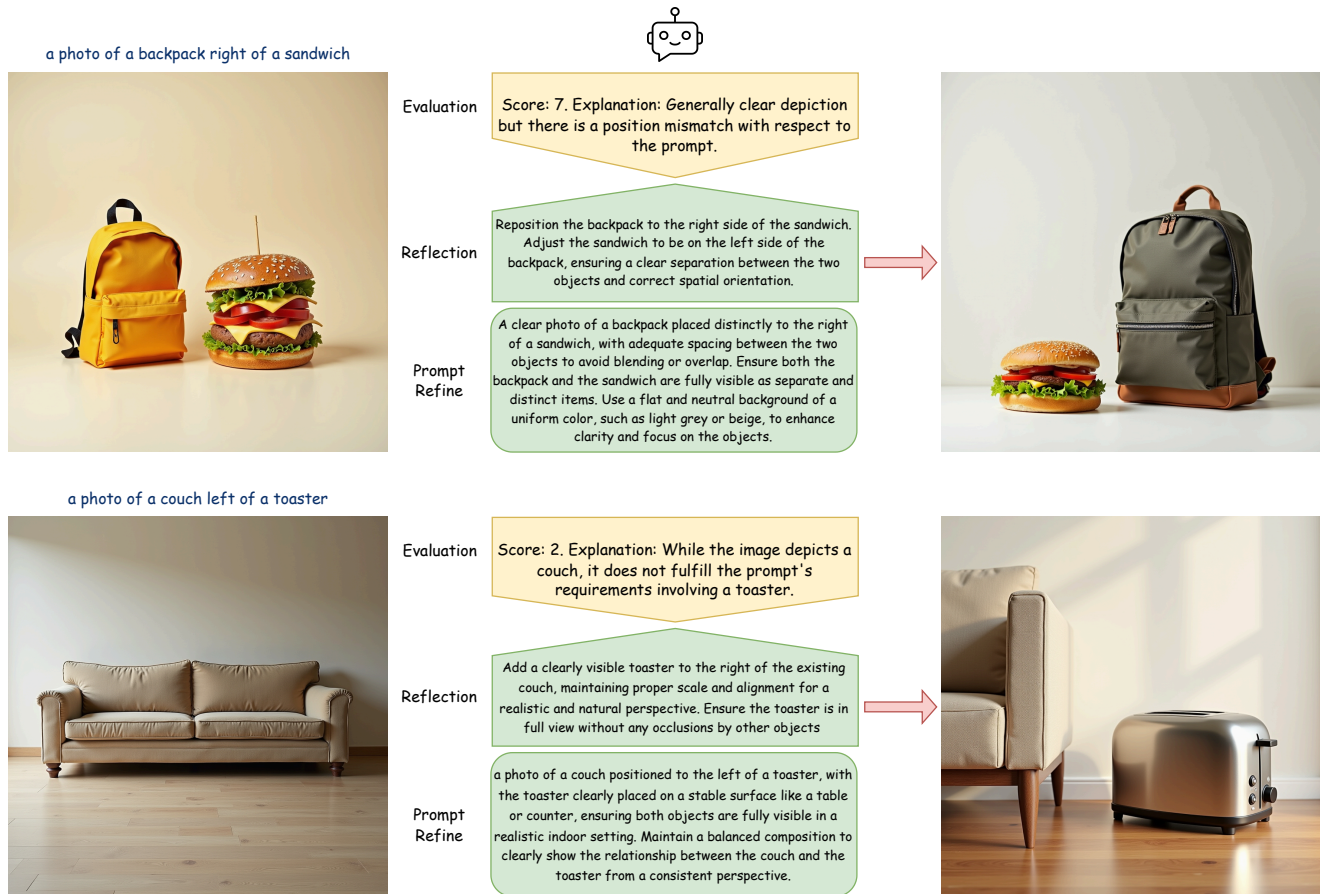 a photo of a backpack right of a sandwich
Evaluation
Score: 7. Explanation: Generally clear depiction
but there is a position mismatch with respect to
the prompt.
Reflection
Reposition the backpack to the right side of the sandwich.
Adjust the sandwich to be on the left side of the
backpack, ensuring a clear separation between the two
objects and correct spatial orientation.
Prompt
Refine
A clear photo of a backpack placed distinctly to the right
of a sandwich, with adequate spacing between the two
objects to avoid blending or overlap. Ensure both the
backpack and the sandwich are fully visible as separate and
distinct items. Use a flat and neutral background of a
uniform color, such as light grey or beige, to enhance
clarity and focus on the objects.
a photo of a couch left of a toaster
Evaluation
Score: 2. Explanation: While the image depicts a
couch, it does not fulfill the prompt's
requirements involving a toaster.
Reflection
Add a clearly visible toaster to the right of the existing
couch, maintaining proper scale and alignment for a
realistic and natural perspective. Ensure the toaster is in
full view without any occlusions by other objects
Prompt
Refine
a photo of a couch positioned to the left of a toaster, with
the toaster clearly placed on a stable surface like a table
or counter, ensuring both objects are fully visible in a
realistic indoor setting. Maintain a balanced composition to
clearly show the relationship between the couch and the
toaster from a consistent perspective.